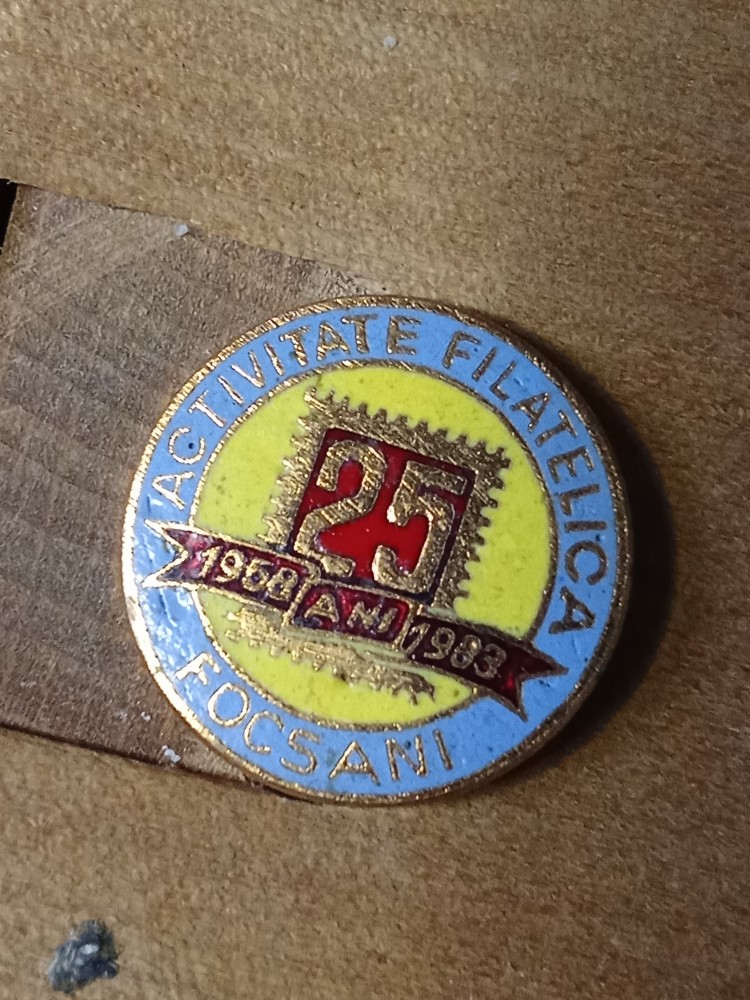 ACTIVITATE FILATELICA
25
1958 ANI 1983
FOCSANI